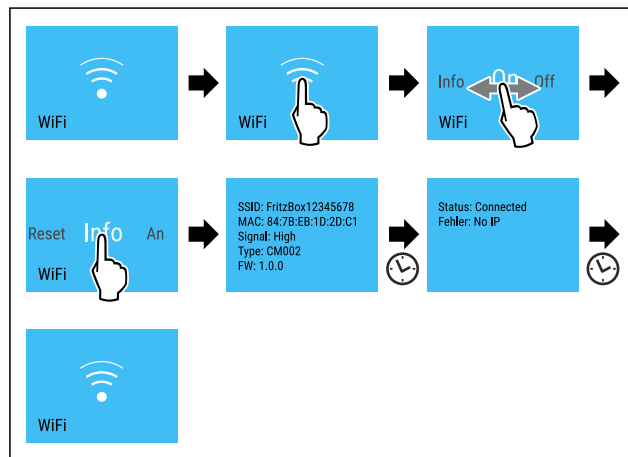 WiFi
WiFi
Info On Off
WiFi
Reset Info An
WiFi
SSID: FritzBox12345678
MAC: 84:7B:EB:1D:2D:C1
Signal: High
Type: CM002
FW: 1.0.0
Status: Connected
Fehler: No IP
WiFi